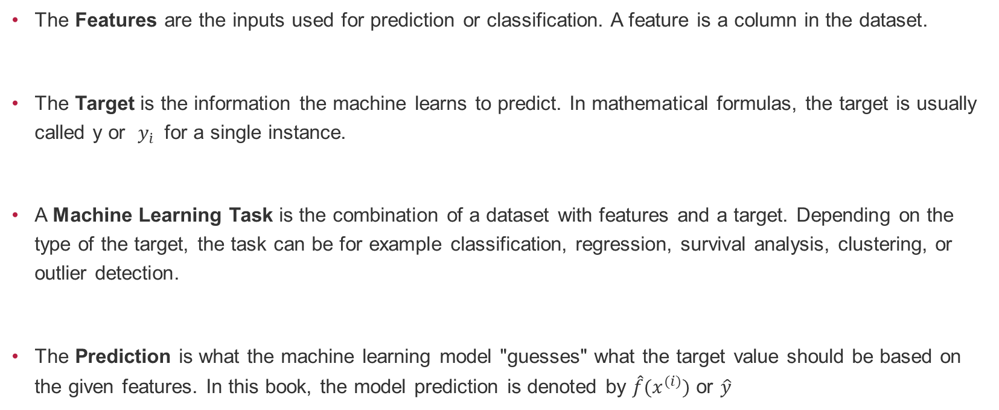 • The Features are the inputs used for prediction or classification. A feature is a column in the dataset.
• The Target is the information the machine learns to predict. In mathematical formulas, the target is usually
called y or yᵢ for a single instance.
• A Machine Learning Task is the combination of a dataset with features and a target. Depending on the
type of the target, the task can be for example classification, regression, survival analysis, clustering, or
outlier detection.
• The Prediction is what the machine learning model "guesses" what the target value should be based on
the given features. In this book, the model prediction is denoted by f̂(x⁽ⁱ⁾) or ŷ